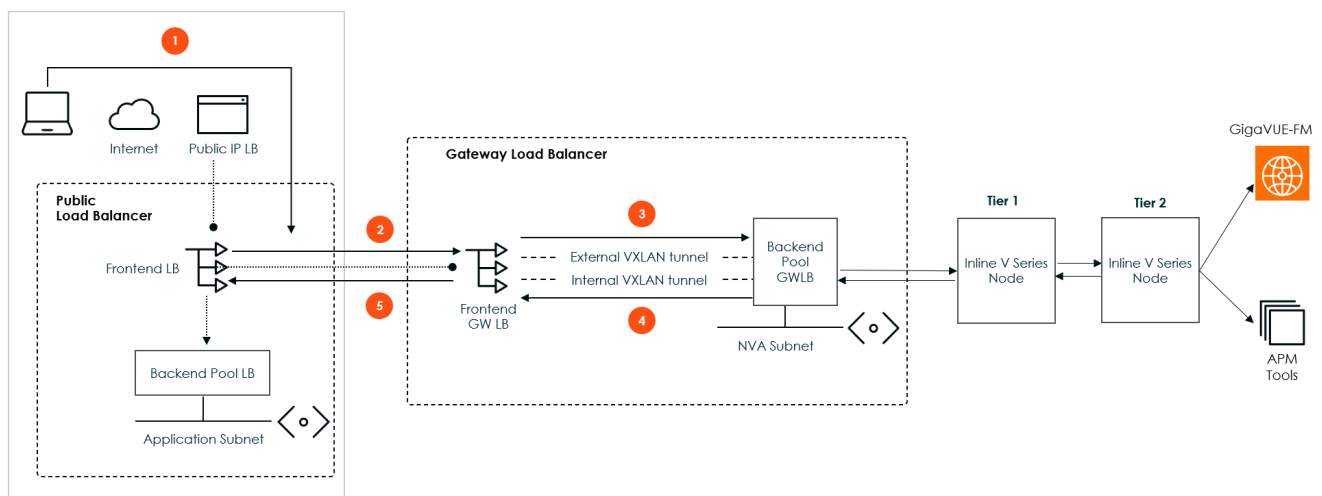 1
Internet
Public IP LB
Public
Load Balancer
Frontend LB
Backend Pool LB
Application Subnet
2
5
Gateway Load Balancer
3
External VXLAN tunnel
Internal VXLAN tunnel
4
Frontend
GW LB
Backend
Pool
GWLB
NVA Subnet
Tier 1
Inline V Series
Node
Tier 2
Inline V Series
Node
GigaVUE-FM
APM
Tools